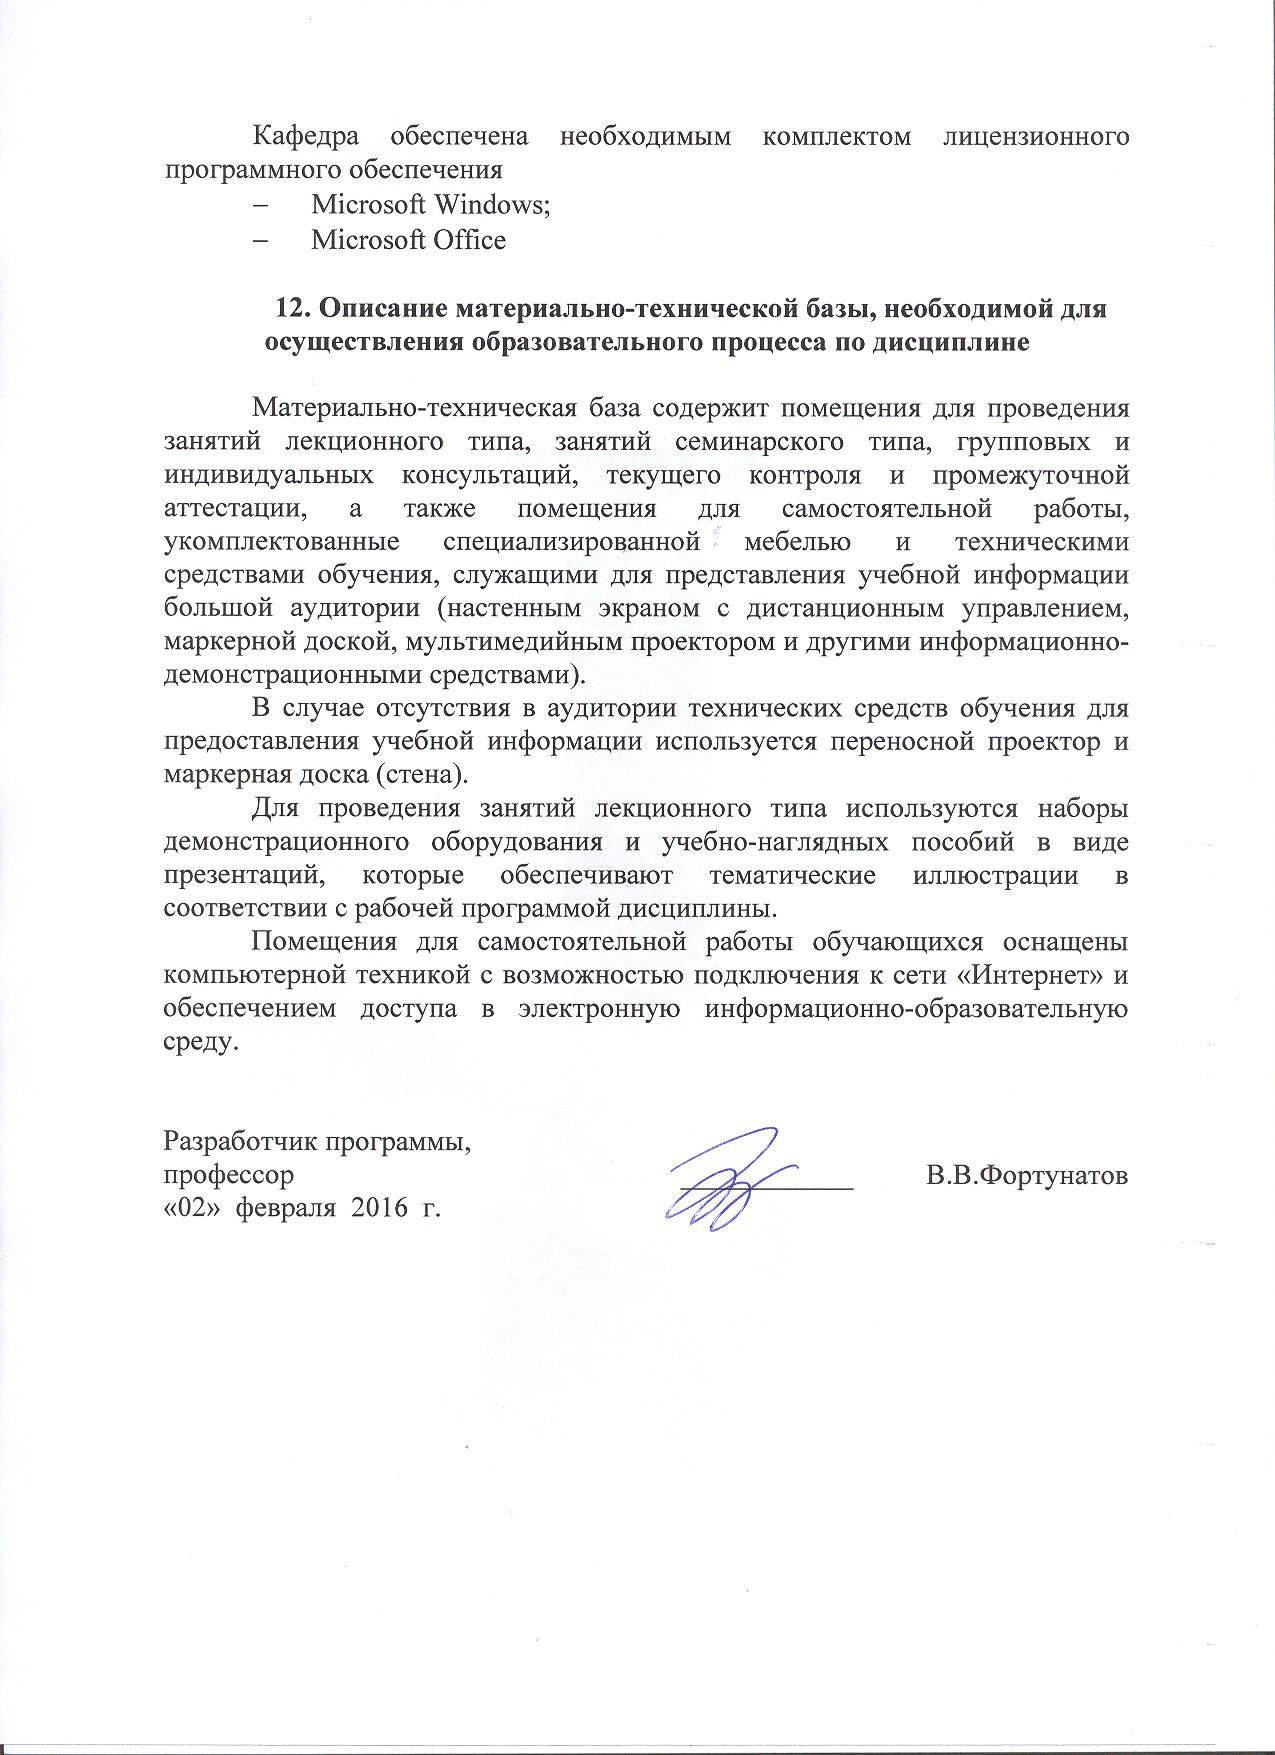 Кафедра обеспечена необходимым комплектом лицензионного
программного обеспечения
– Microsoft Windows;
– Microsoft Office
12. Описание материально-технической базы, необходимой для
осуществления образовательного процесса по дисциплине
Материально-техническая база содержит помещения для проведения
занятий лекционного типа, занятий семинарского типа, групповых и
индивидуальных консультаций, текущего контроля и промежуточной
аттестации, а также помещения для самостоятельной работы,
укомплектованные специализированной мебелью и техническими
средствами обучения, служащими для представления учебной информации
большой аудитории (настенным экраном с дистанционным управлением,
маркерной доской, мультимедийным проектором и другими информационно-
демонстрационными средствами).
В случае отсутствия в аудитории технических средств обучения для
предоставления учебной информации используется переносной проектор и
маркерная доска (стена).
Для проведения занятий лекционного типа используются наборы
демонстрационного оборудования и учебно-наглядных пособий в виде
презентаций, которые обеспечивают тематические иллюстрации в
соответствии с рабочей программой дисциплины.
Помещения для самостоятельной работы обучающихся оснащены
компьютерной техникой с возможностью подключения к сети «Интернет» и
обеспечением доступа в электронную информационно-образовательную
среду.
Разработчик программы,
профессор ____________ В.В.Фортунатов
«02» февраля 2016 г.